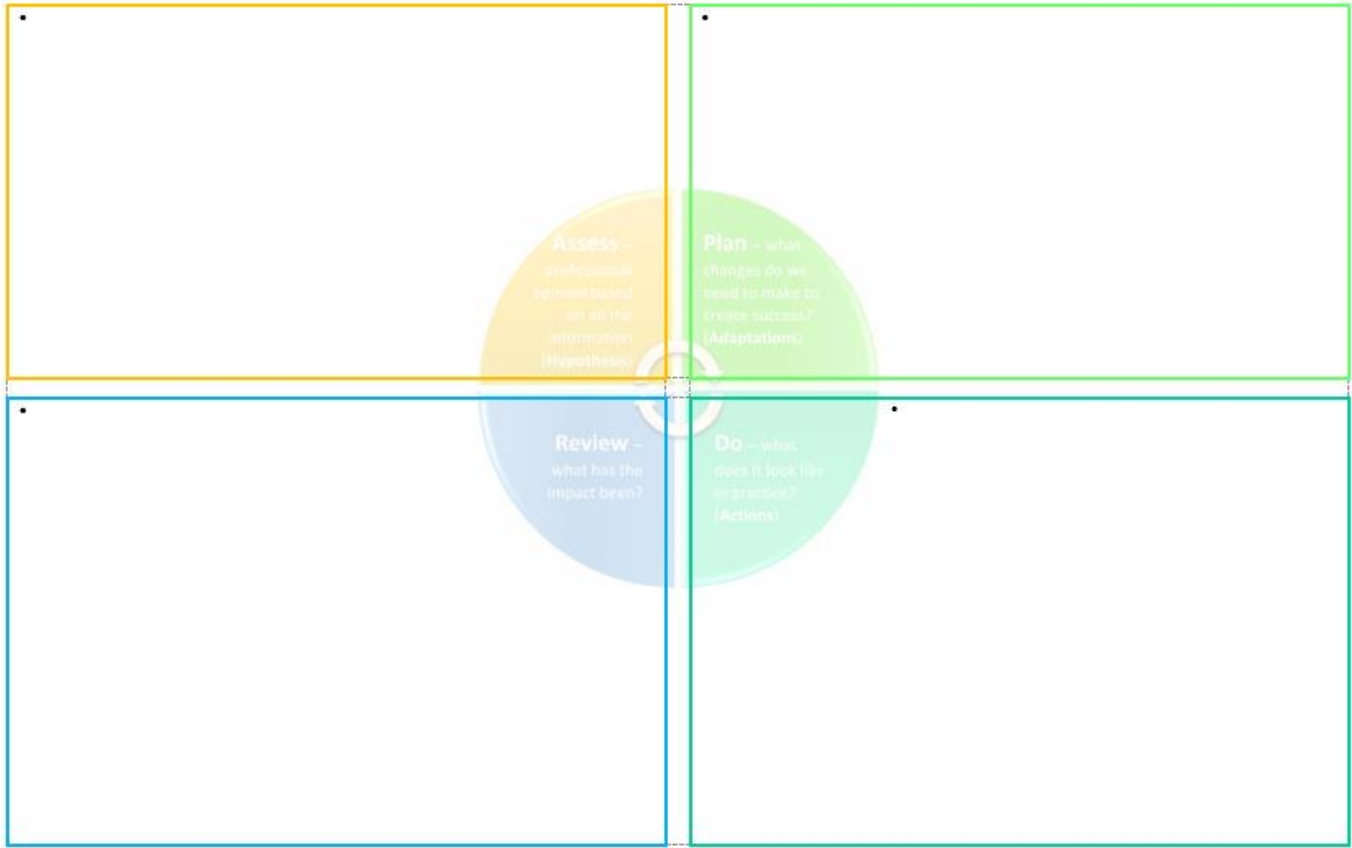 Assess –
professional
opinion based
on all the
information
(Hypothesis)
Plan – what
changes do we
need to make to
create success?
(Adaptations)
Review –
what has the
impact been?
Do – what
does it look like
in practice?
(Actions)